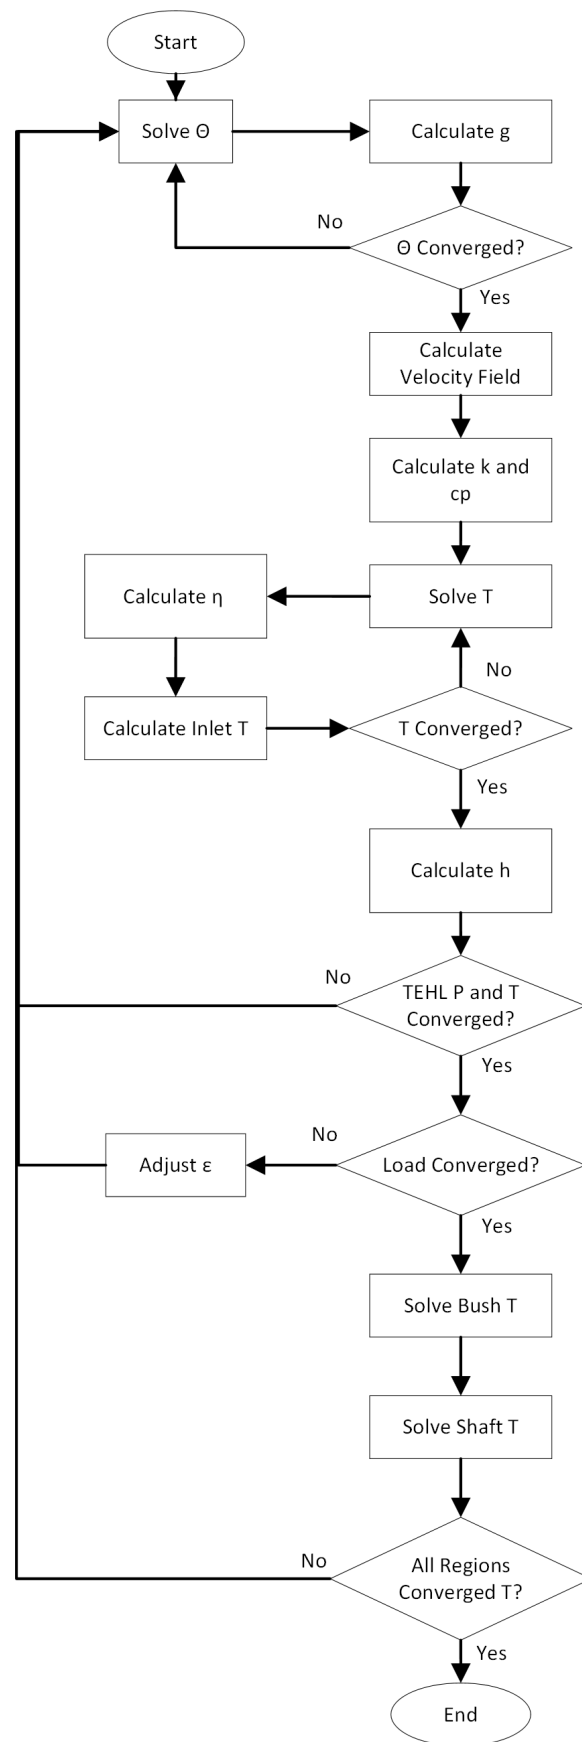 Start
Solve Θ
Calculate g
No
Θ Converged?
Yes
Calculate
Velocity Field
Calculate k and
cp
Calculate η
Solve T
No
Calculate Inlet T
T Converged?
Yes
Calculate h
No
TEHL P and T
Converged?
Yes
No
Adjust ε
Load Converged?
Yes
Solve Bush T
Solve Shaft T
No
All Regions
Converged T?
Yes
End